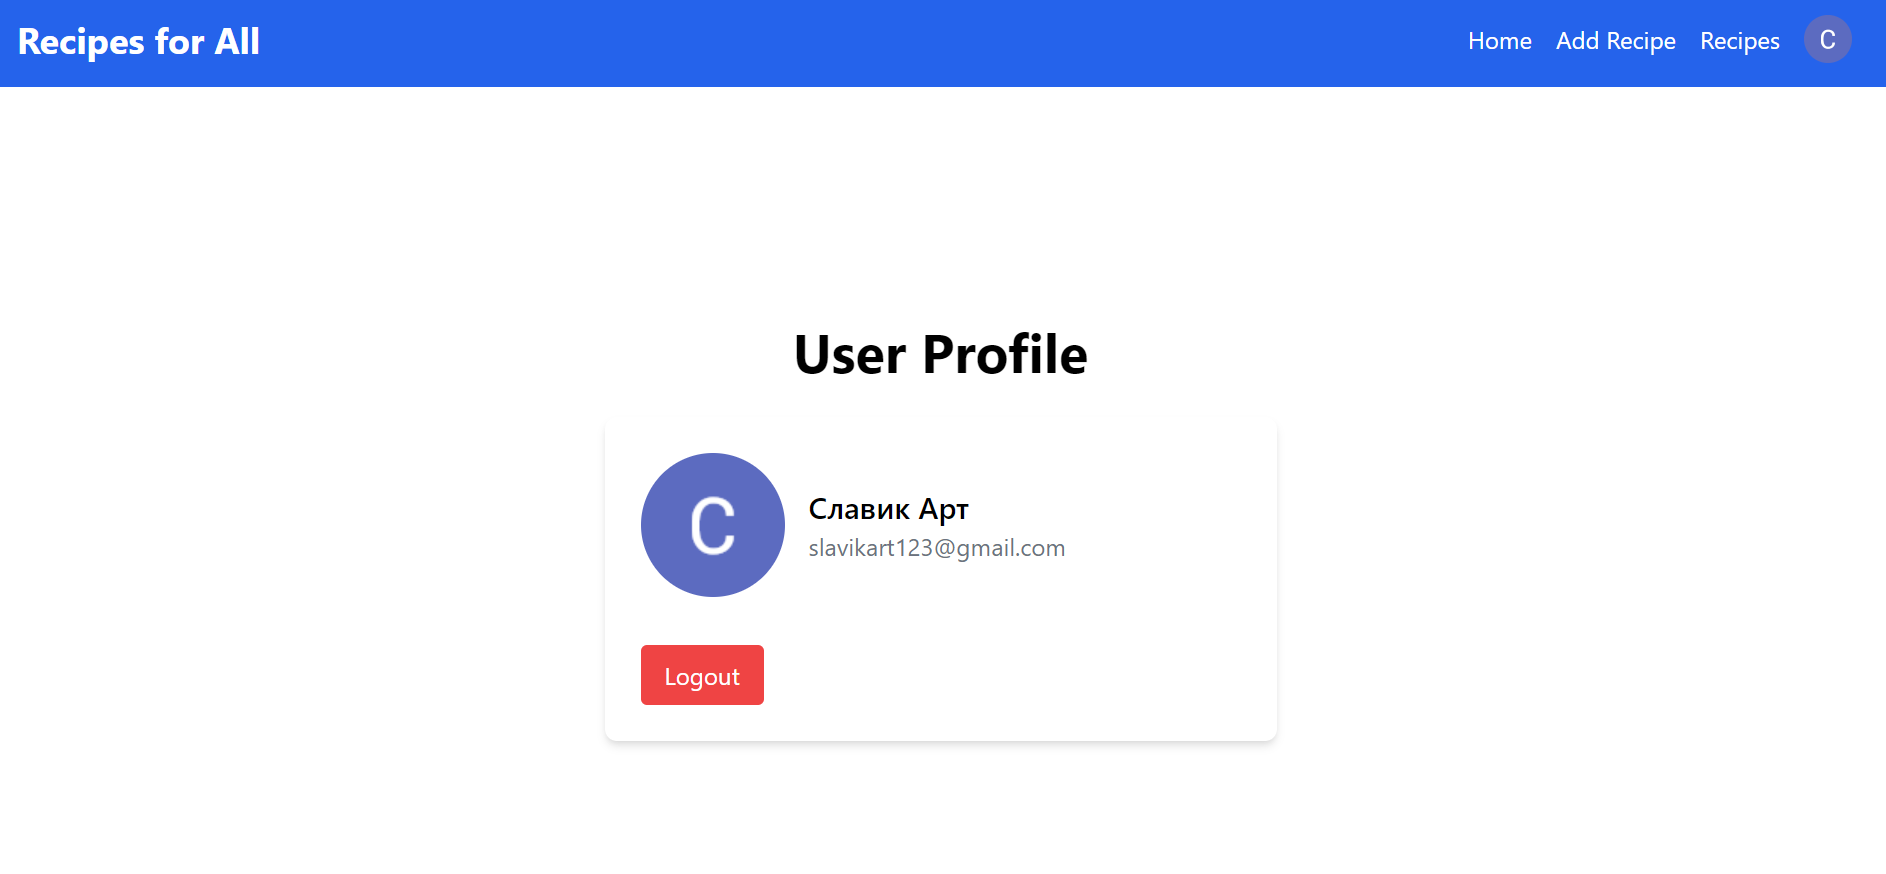 Recipes for All
Home Add Recipe Recipes C
User Profile
C
Славик Арт
slavikart123@gmail.com
Logout